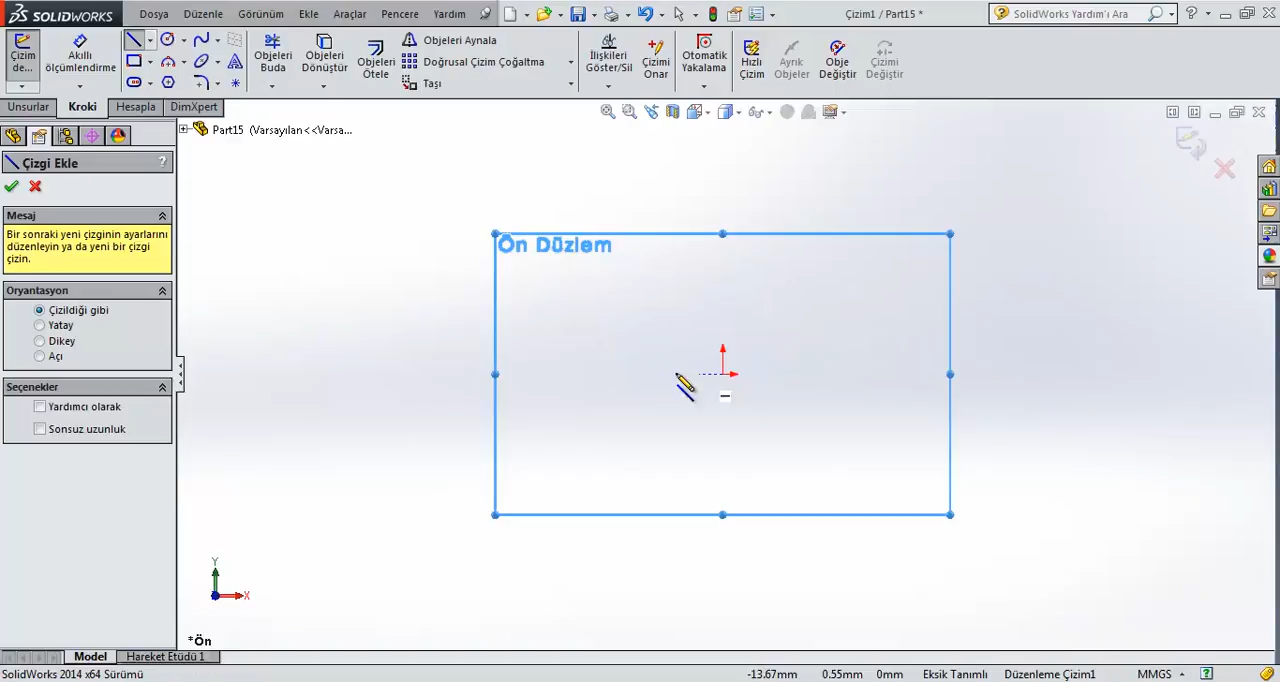 SOLIDWORKS Dosya Düzenle Görünüm Ekle Araçlar Pencere Yardım Çizim1 / Part15 * SolidWorks Yardım'ı Ara
Çizim de...
Akıllı ölçümlendirme
Objeleri Buda
Objeleri Dönüştür
Objeleri Ötele
Objeleri Aynala
Doğrusal Çizim Çoğaltma
Taşı
İlişkileri Göster/Sil
Çizimi Onar
Otomatik Yakalama
Hızlı Çizim
Ayrık Objeler
Obje Değiştir
Çizimi Değiştir
Unsurlar Kroki Hesapla DimXpert
Part15 (Varsayılan<<Varsa...
Çizgi Ekle ?
Mesaj
Bir sonraki yeni çizginin ayarlarını
düzenleyin ya da yeni bir çizgi
çizin.
Oryantasyon
Çizildiği gibi
Yatay
Dikey
Açı
Seçenekler
Yardımcı olarak
Sonsuz uzunluk
Ön Düzlem
Y
X
*Ön
Model Hareket Etüdü 1
SolidWorks 2014 x64 Sürümü -13.67mm 0.55mm 0mm Eksik Tanımlı Düzenleme Çizim1 MMGS ?